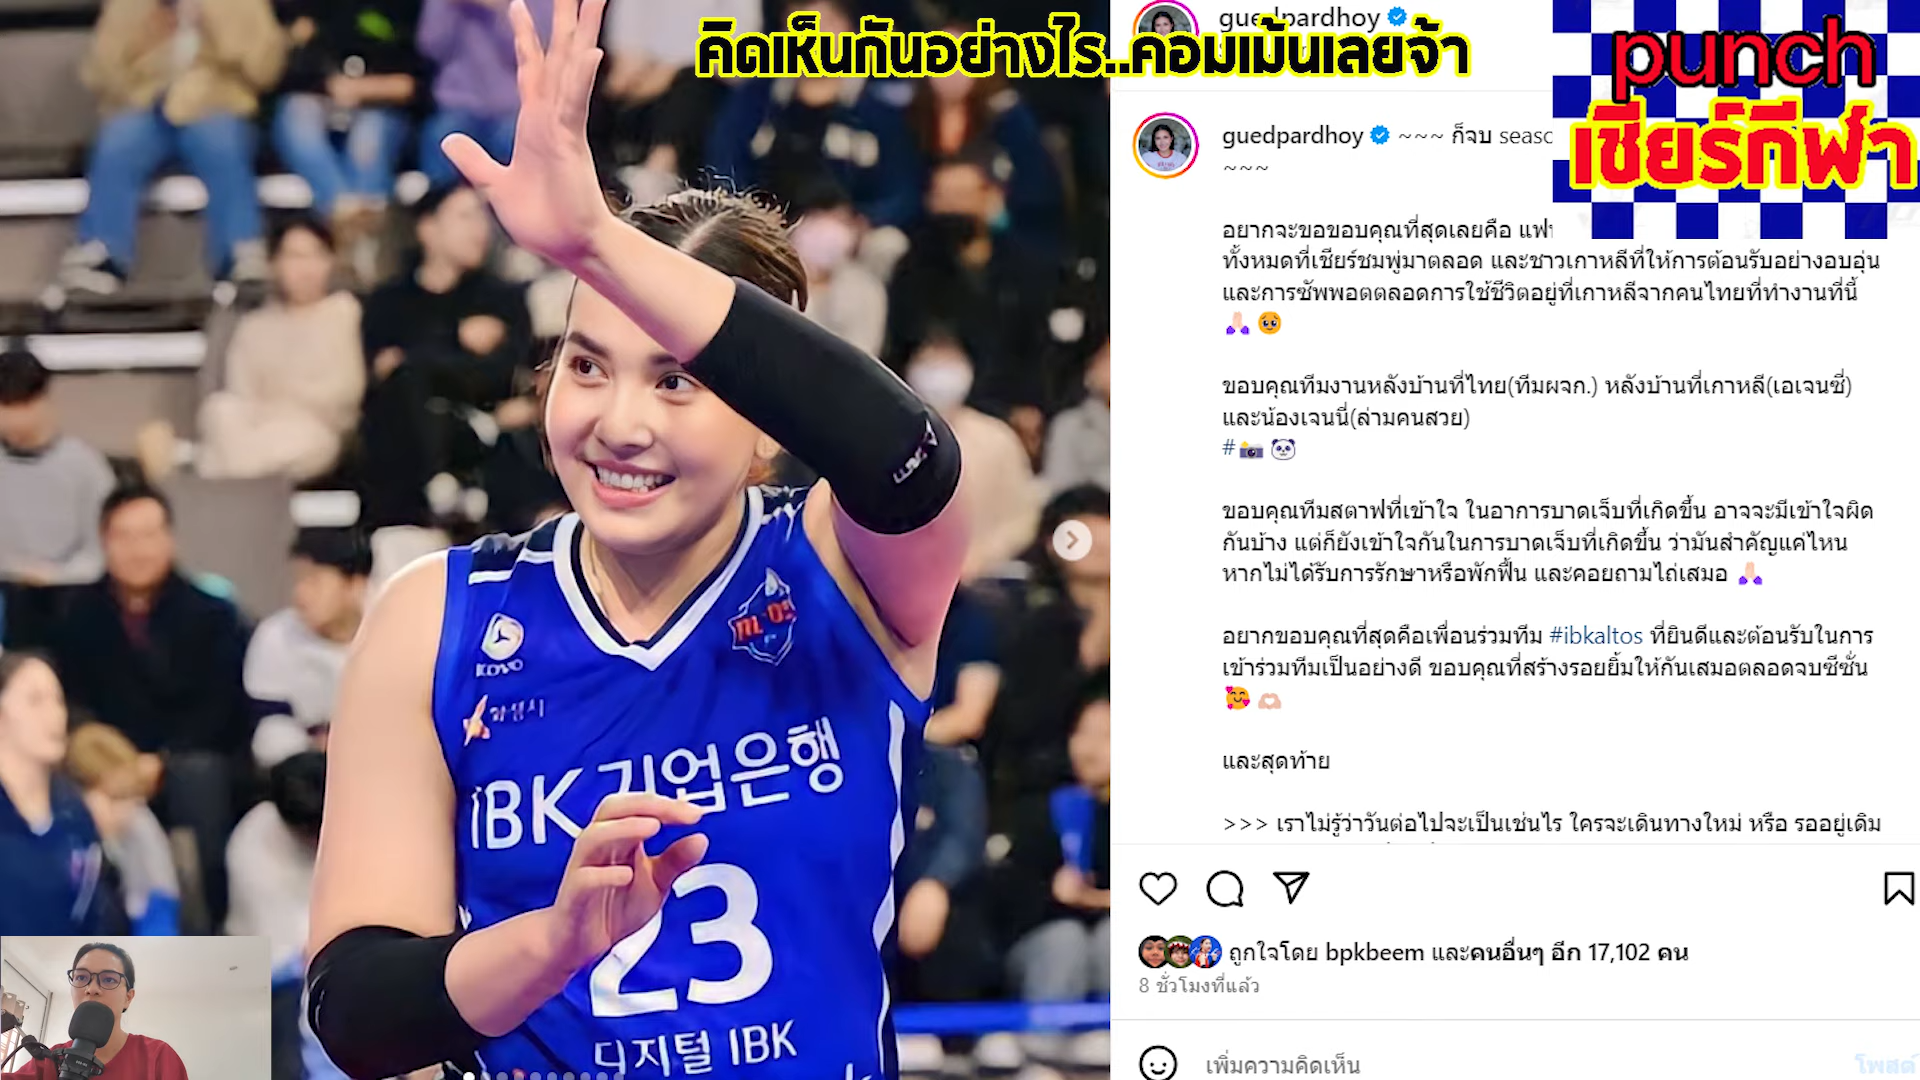 คิดเห็นกันอย่างไร..คอมเม้นเลยจ้า
punch
เชียร์กีฬา
guedpardhoy
guedpardhoy ~~~ ก็จบ
~~~
อยากจะขอขอบคุณที่สุดเลยคือ
ทั้งหมดที่เชียร์ชมพู่มาตลอด และชาวเกาหลีที่ให้การต้อนรับอย่างอบอุ่น
และการซัพพอตตลอดการใช้ชีวิตอยู่ที่เกาหลีจากคนไทยที่ทำงานที่นี้
🙏🏻 🥹
ขอบคุณทีมงานหลังบ้านที่ไทย(ทีมผจก.) หลังบ้านที่เกาหลี(เอเจนซี่)
และน้องเจนนี่(ล่ามคนสวย)
#📸 🐼
ขอบคุณทีมสตาฟที่เข้าใจ ในอาการบาดเจ็บที่เกิดขึ้น อาจจะมีเข้าใจผิด
กันบ้าง แต่ก็ยังเข้าใจกันในการบาดเจ็บที่เกิดขึ้น ว่ามันสำคัญแค่ไหน
หากไม่ได้รับการรักษาหรือพักฟื้น และคอยถามไถ่เสมอ 🙏🏻
อยากขอบคุณที่สุดคือเพื่อนร่วมทีม #ibkaltos ที่ยินดีและต้อนรับในการ
เข้าร่วมทีมเป็นอย่างดี ขอบคุณที่สร้างรอยยิ้มให้กันเสมอตลอดจบซีซั่น
🥰 🫶🏻
และสุดท้าย
>>> เราไม่รู้ว่าวันต่อไปจะเป็นเช่นไร ใครจะเดินทางใหม่ หรือ รออยู่เดิม
ถูกใจโดย bpkbeem และคนอื่นๆ อีก 17,102 คน
8 ชั่วโมงที่แล้ว
เพิ่มความคิดเห็น
โพสต์
KOVO
화성시
IBK 기업은행
23
디지털 IBK